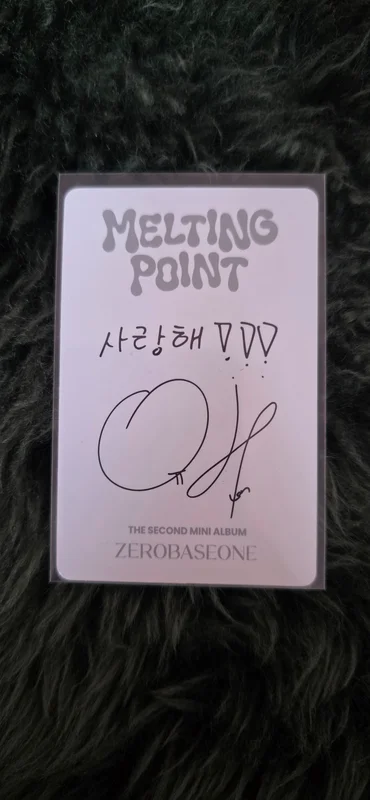 MELTING
POINT
사랑해 !!!
THE SECOND MINI ALBUM
ZEROBASEONE